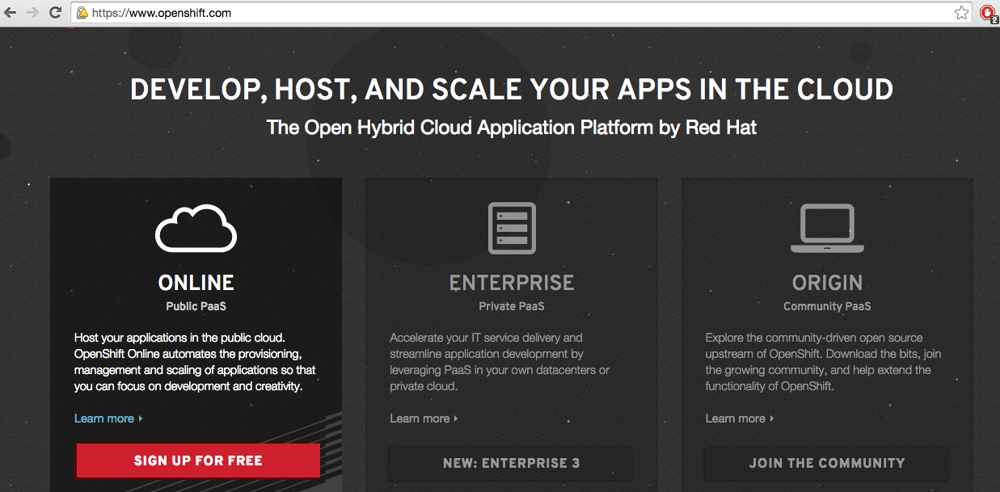 https://www.openshift.com
2
DEVELOP, HOST, AND SCALE YOUR APPS IN THE CLOUD
The Open Hybrid Cloud Application Platform by Red Hat
ONLINE
Public PaaS
Host your applications in the public cloud.
OpenShift Online automates the provisioning,
management and scaling of applications so that
you can focus on development and creativity.
Learn more
SIGN UP FOR FREE
ENTERPRISE
Private PaaS
Accelerate your IT service delivery and
streamline application development by
leveraging PaaS in your own datacenters or
private cloud.
Learn more
NEW: ENTERPRISE 3
ORIGIN
Community PaaS
Explore the community-driven open source
upstream of OpenShift. Download the bits, join
the growing community, and help extend the
functionality of OpenShift.
Learn more
JOIN THE COMMUNITY